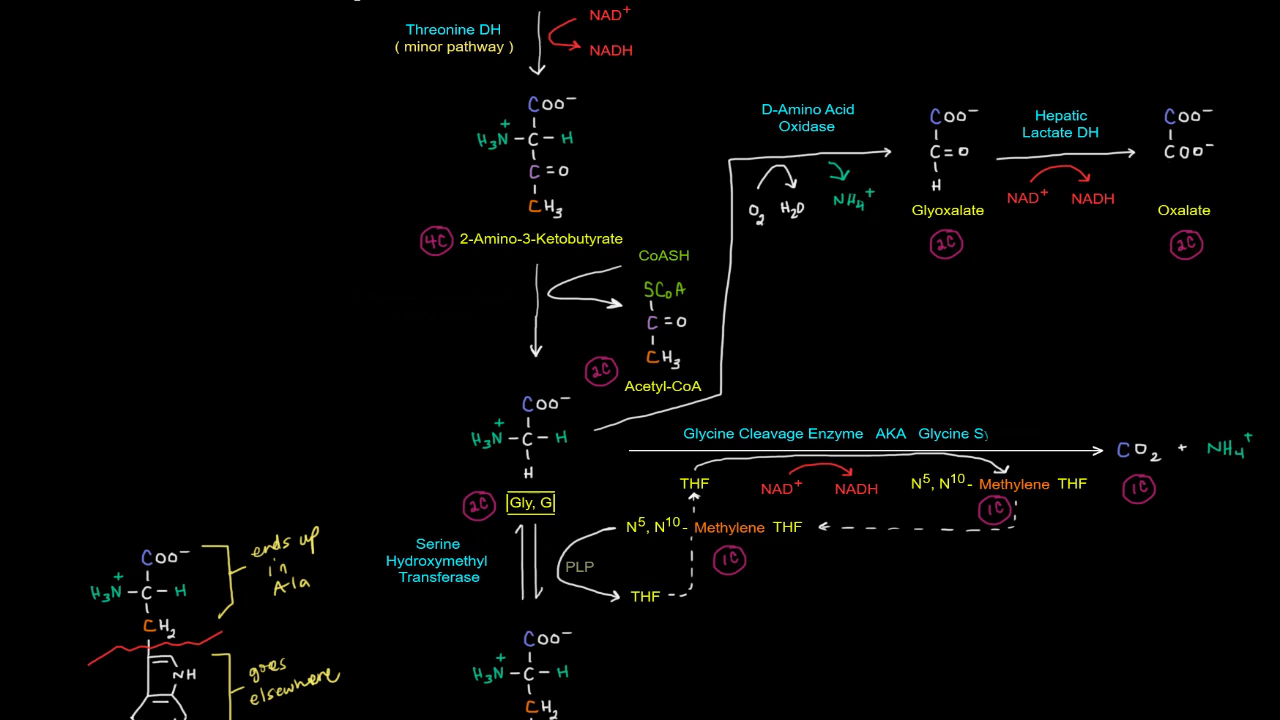 Threonine DH
( minor pathway )
NAD+
NADH
COO−
H3N+ – C – H
C = O
CH3
4C
2-Amino-3-Ketobutyrate
CoASH
SCoA
C = O
CH3
2C
Acetyl-CoA
D-Amino Acid
Oxidase
O2
H2O
NH4+
COO−
C = O
H
Glyoxalate
2C
Hepatic
Lactate DH
NAD+
NADH
COO−
COO−
Oxalate
2C
COO−
H3N+ – C – H
H
2C
Gly, G
Glycine Cleavage Enzyme AKA Glycine Sy
THF
NAD+
NADH
N5, N10- Methylene THF
1C
CO2 + NH4+
1C
N5, N10- Methylene THF
1C
PLP
THF
Serine
Hydroxymethyl
Transferase
COO−
H3N+ – C – H
CH2
COO−
H3N+ – C – H
CH2
NH
ends up
in
Ala
goes
elsewhere